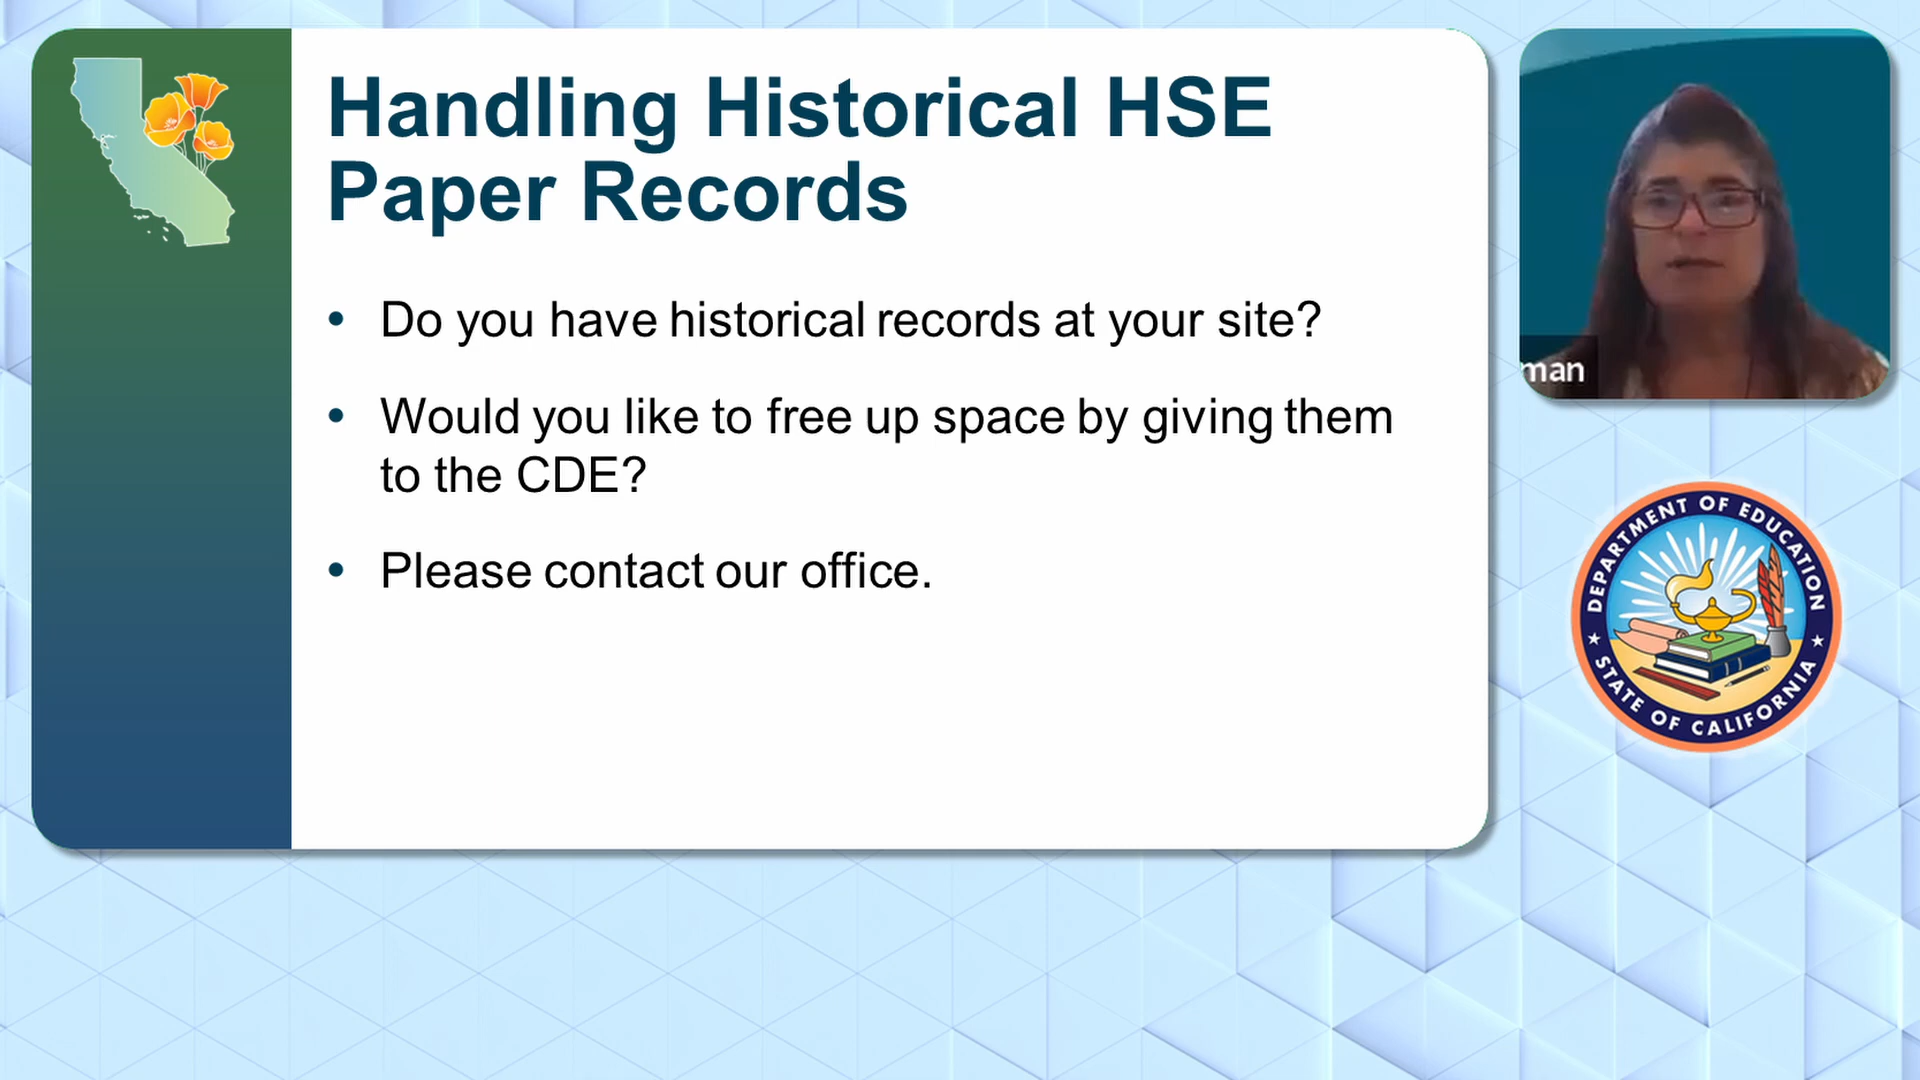 Handling Historical HSE
Paper Records
• Do you have historical records at your site?
• Would you like to free up space by giving them
to the CDE?
• Please contact our office.
man
DEPARTMENT OF EDUCATION
STATE OF CALIFORNIA